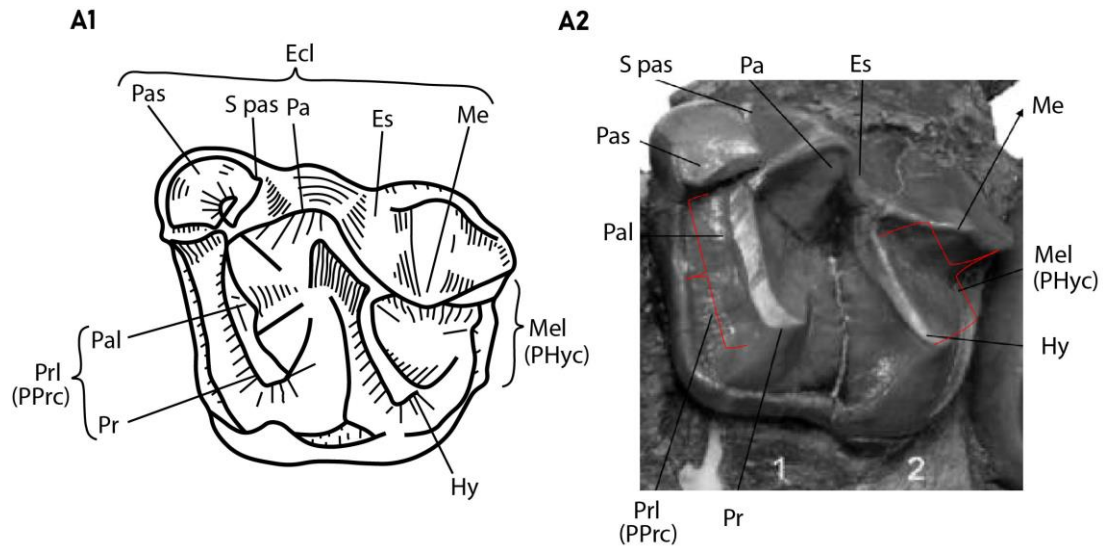 A1
Ecl
Pas
S pas
Pa
Es
Me
Pal
Prl
(PPrc)
Pr
Mel
(PHyc)
Hy
A2
S pas
Pa
Es
Me
Pas
Pal
Mel
(PHyc)
Hy
1
2
Prl
(PPrc)
Pr